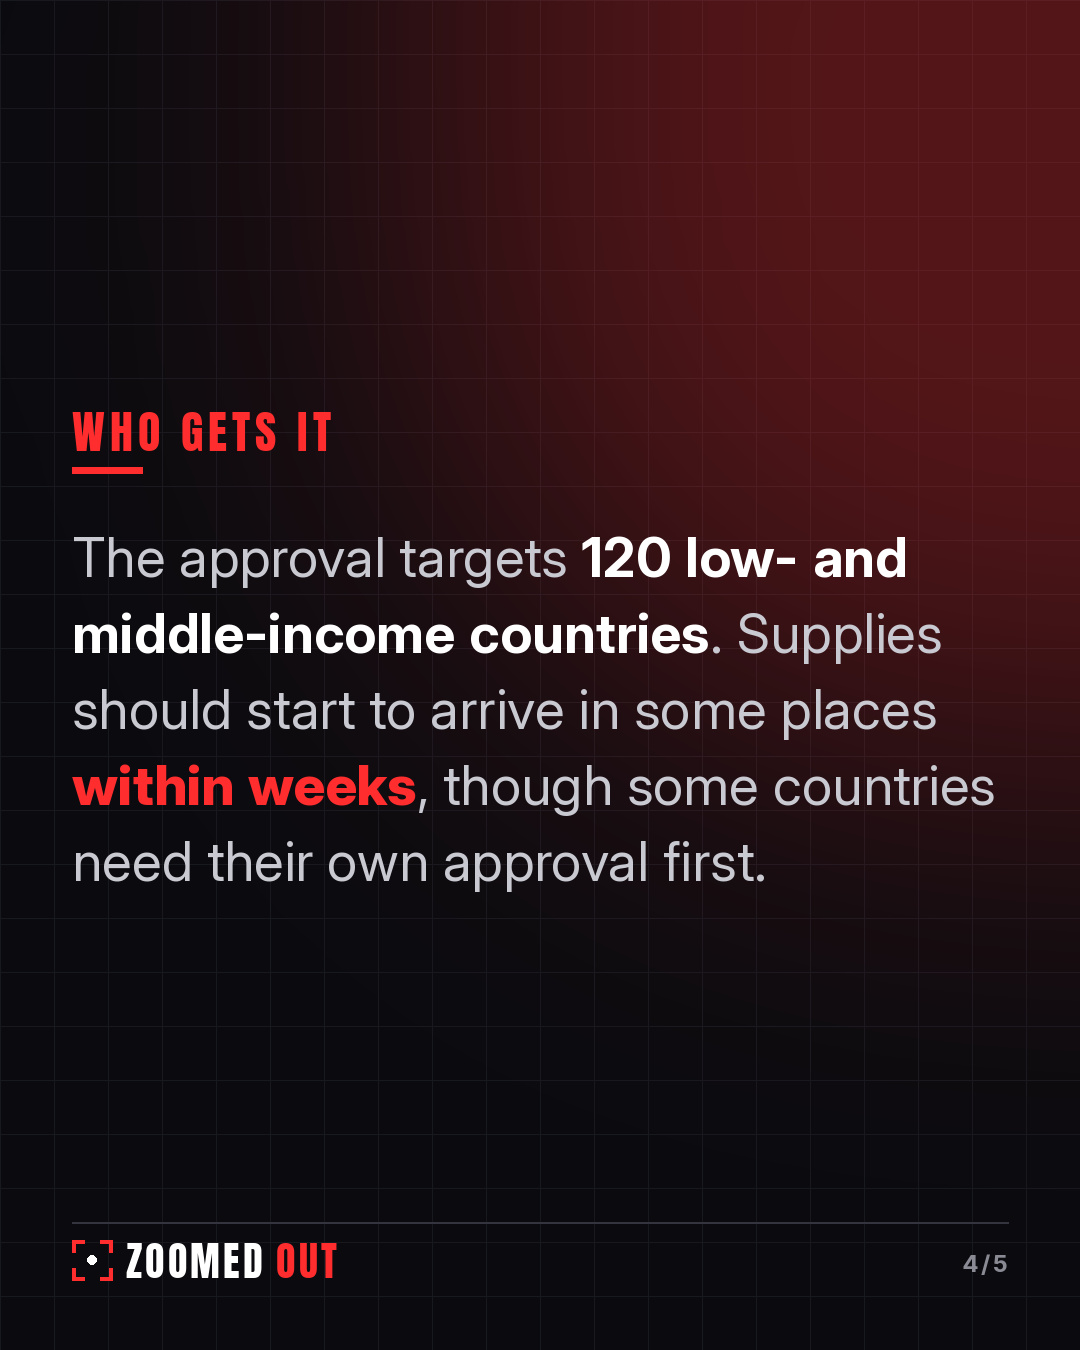 WHO GETS IT
The approval targets 120 low- and
middle-income countries. Supplies
should start to arrive in some places
within weeks, though some countries
need their own approval first.
ZOOMED OUT
4/5